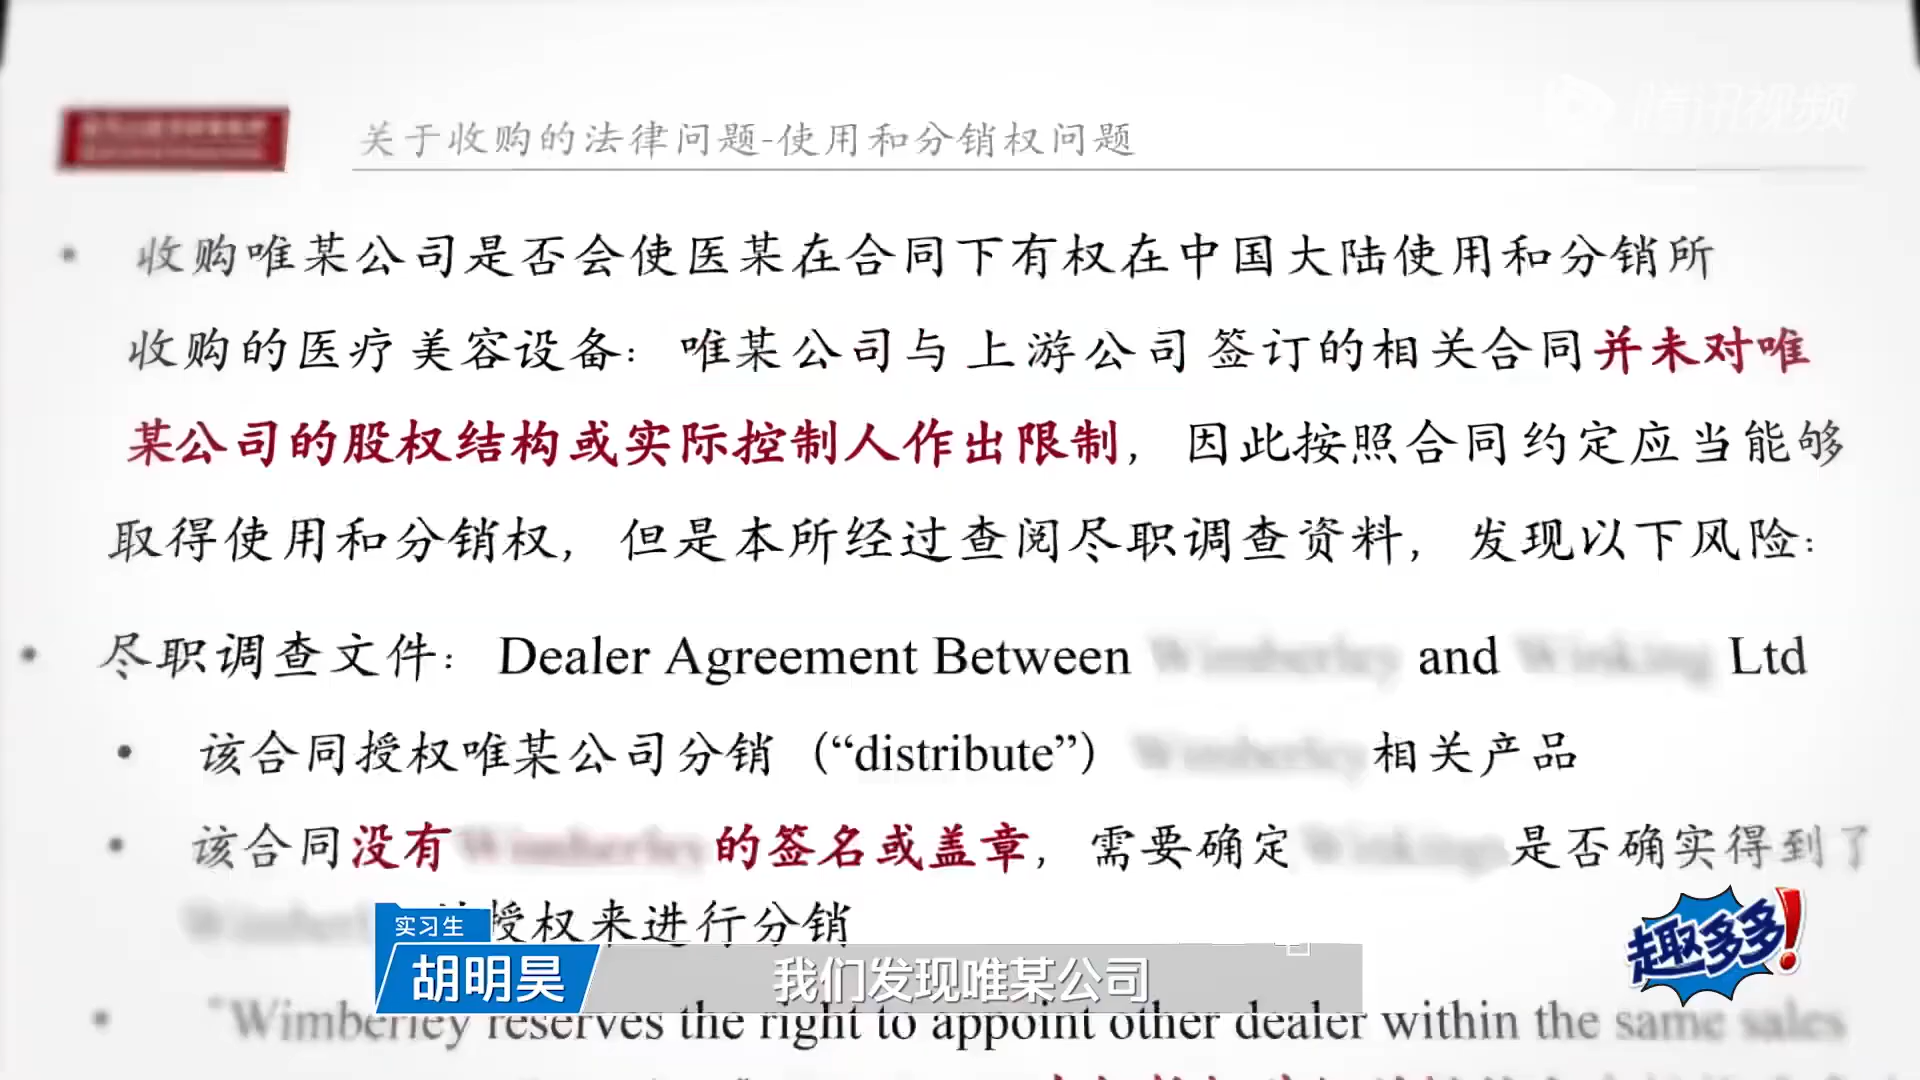 腾讯视频
关于收购的法律问题-使用和分销权问题
• 收购唯某公司是否会使医某在合同下有权在中国大陆使用和分销所
收购的医疗美容设备：唯某公司与上游公司签订的相关合同并未对唯
某公司的股权结构或实际控制人作出限制，因此按照合同约定应当能够
取得使用和分销权，但是本所经过查阅尽职调查资料，发现以下风险：
• 尽职调查文件：Dealer Agreement Between and Ltd
• 该合同授权唯某公司分销（“distribute”） 相关产品
• 该合同没有 的签名或盖章，需要确定 是否确实得到了
授权来进行分销
• "Wimberley reserves the right to appoint other dealer within the same sales
实习生
胡明昊
我们发现唯某公司
趣多多!